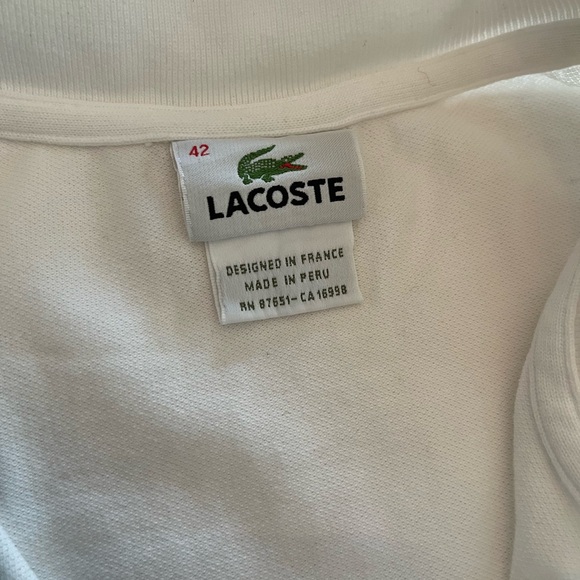 42
LACOSTE
DESIGNED IN FRANCE
MADE IN PERU
RN 87651-CA 16998